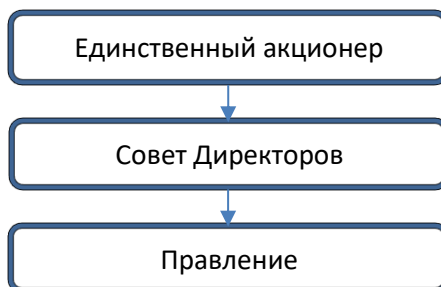 Единственный акционер
Совет Директоров
Правление